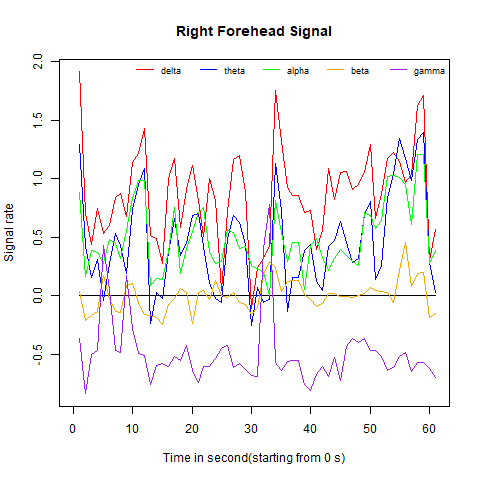 Right Forehead Signal
delta theta alpha beta gamma
Signal rate
2.0
1.5
1.0
0.5
0.0
-0.5
0 10 20 30 40 50 60
Time in second(starting from 0 s)